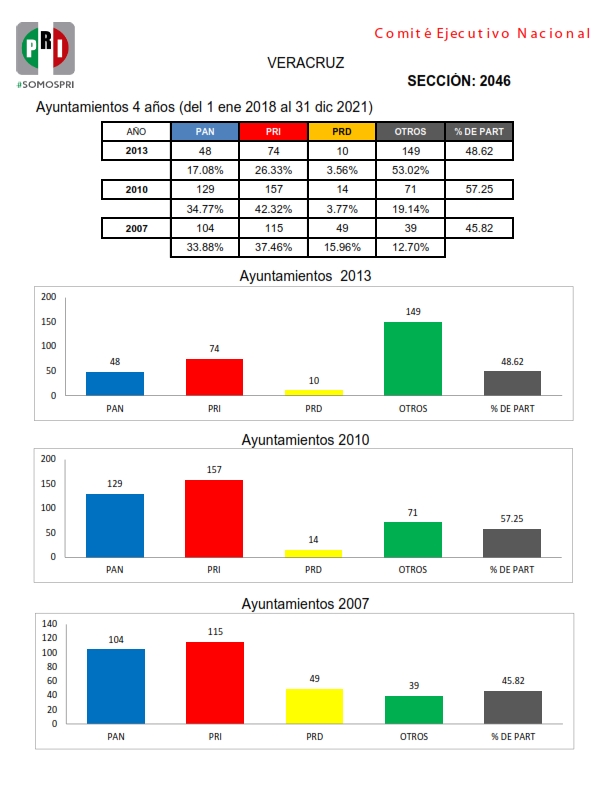 Comité Ejecutivo Nacional
PRI
#SOMOSPRI
VERACRUZ
SECCIÓN: 2046
Ayuntamientos 4 años (del 1 ene 2018 al 31 dic 2021)
AÑO PAN PRI PRD OTROS % DE PART
2013 48 74 10 149 48.62
17.08% 26.33% 3.56% 53.02%
2010 129 157 14 71 57.25
34.77% 42.32% 3.77% 19.14%
2007 104 115 49 39 45.82
33.88% 37.46% 15.96% 12.70%
Ayuntamientos 2013
200
150
100
50
0
48 74 10 149 48.62
PAN PRI PRD OTROS % DE PART
Ayuntamientos 2010
200
150
100
50
0
129 157 14 71 57.25
PAN PRI PRD OTROS % DE PART
Ayuntamientos 2007
140
120
100
80
60
40
20
0
104 115 49 39 45.82
PAN PRI PRD OTROS % DE PART